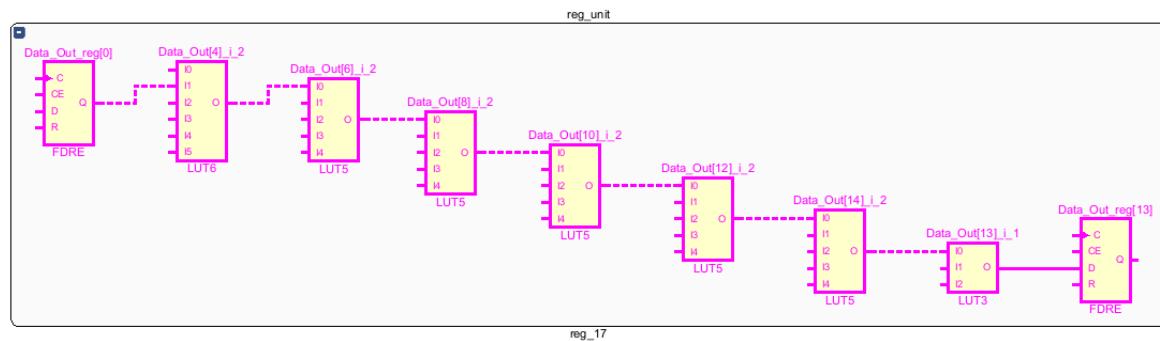 reg_unit
Data_Out_reg[0]
C
CE
D
R
Q
FDRE
Data_Out[4]_i_2
I0
I1
I2
I3
I4
I5
O
LUT6
Data_Out[6]_i_2
I0
I1
I2
I3
I4
O
LUT5
Data_Out[8]_i_2
I0
I1
I2
I3
I4
O
LUT5
Data_Out[10]_i_2
I0
I1
I2
I3
I4
O
LUT5
Data_Out[12]_i_2
I0
I1
I2
I3
I4
O
LUT5
Data_Out[14]_i_2
I0
I1
I2
I3
I4
O
LUT5
Data_Out[13]_i_1
I0
I1
I2
O
LUT3
Data_Out_reg[13]
C
CE
D
R
Q
FDRE
reg_17